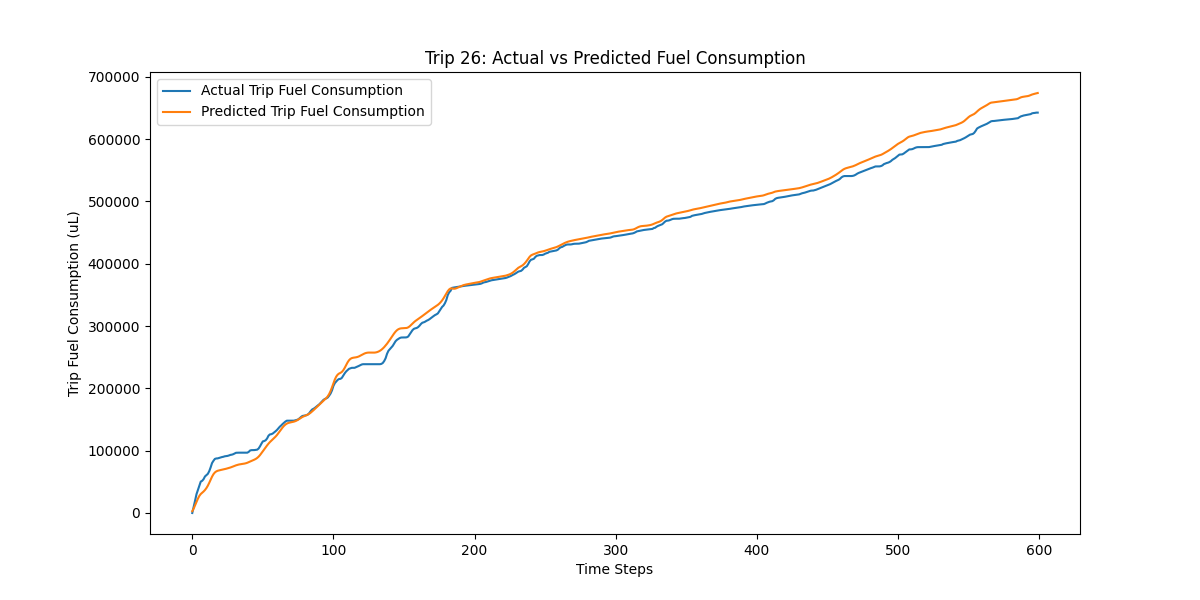 Trip 26: Actual vs Predicted Fuel Consumption
Actual Trip Fuel Consumption
Predicted Trip Fuel Consumption
Trip Fuel Consumption (uL)
700000
600000
500000
400000
300000
200000
100000
0
0 100 200 300 400 500 600
Time Steps